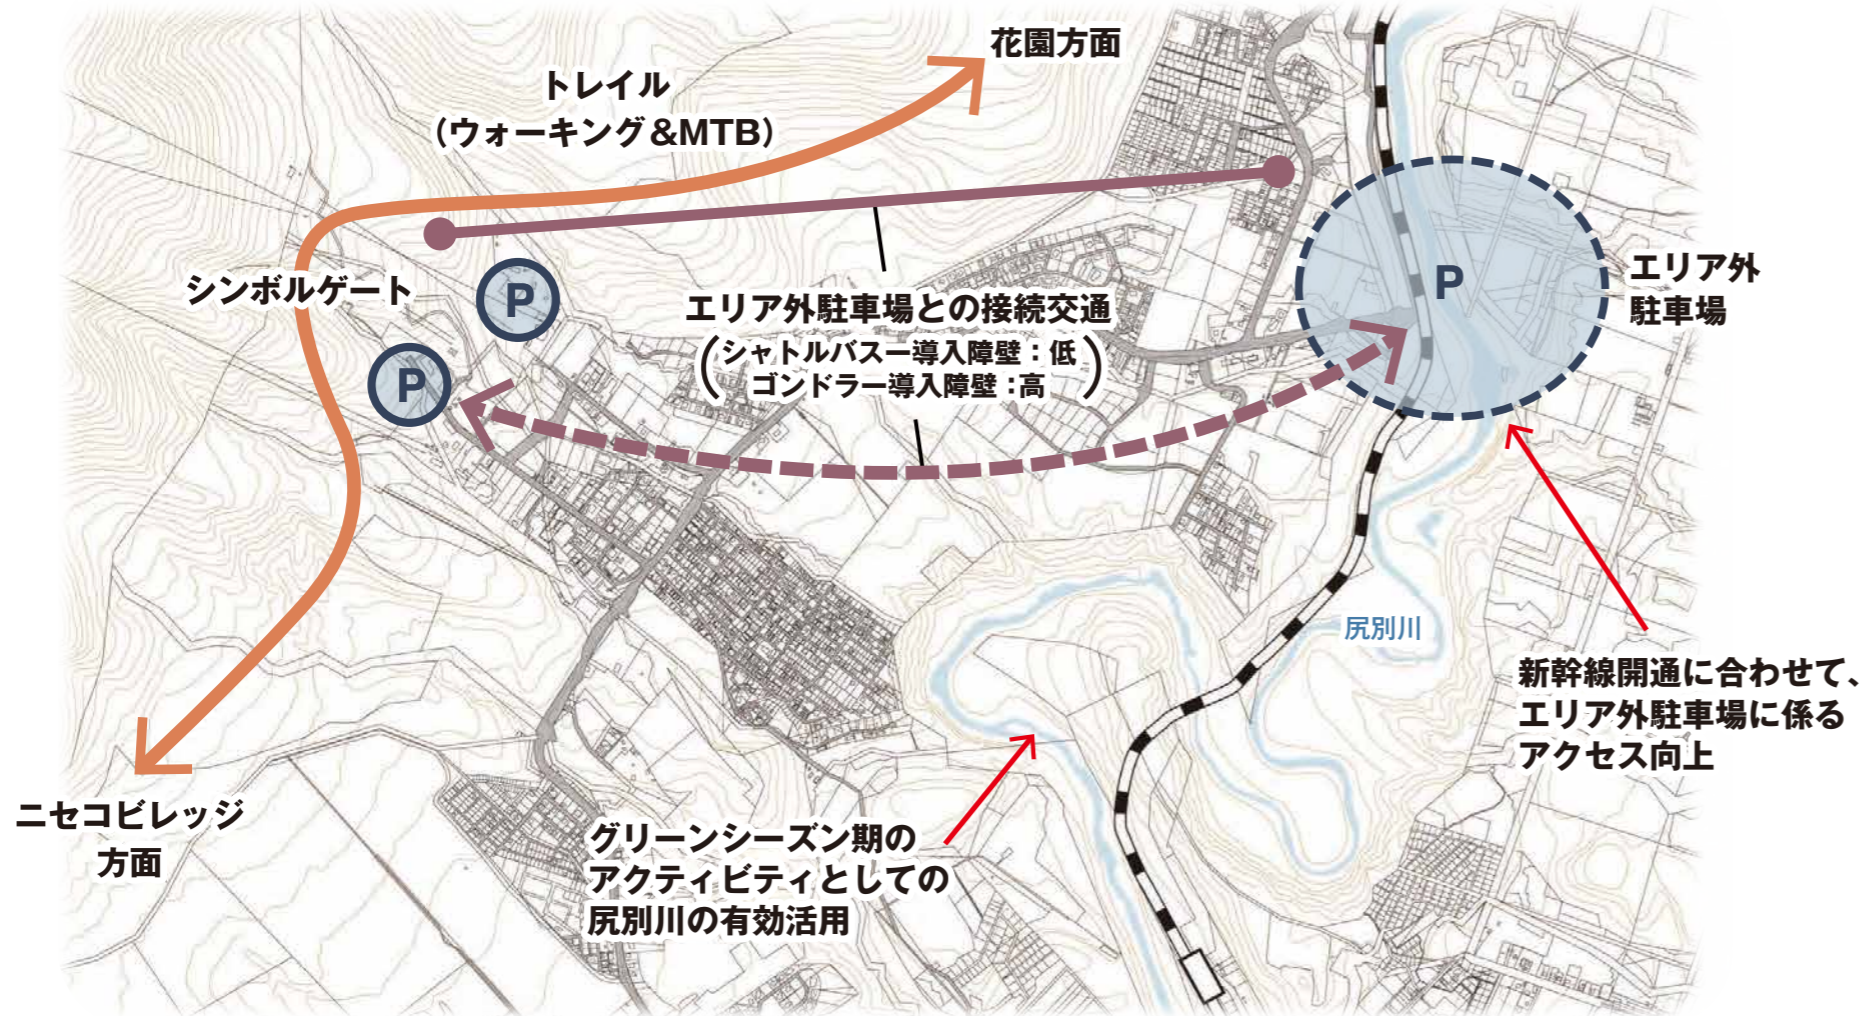 花園方面
トレイル
（ウォーキング＆MTB）
シンボルゲート
P
P
エリア外駐車場との接続交通
（シャトルバスー導入障壁：低
ゴンドラー導入障壁：高）
P
エリア外
駐車場
尻別川
新幹線開通に合わせて、
エリア外駐車場に係る
アクセス向上
ニセコビレッジ
方面
グリーンシーズン期の
アクティビティとしての
尻別川の有効活用